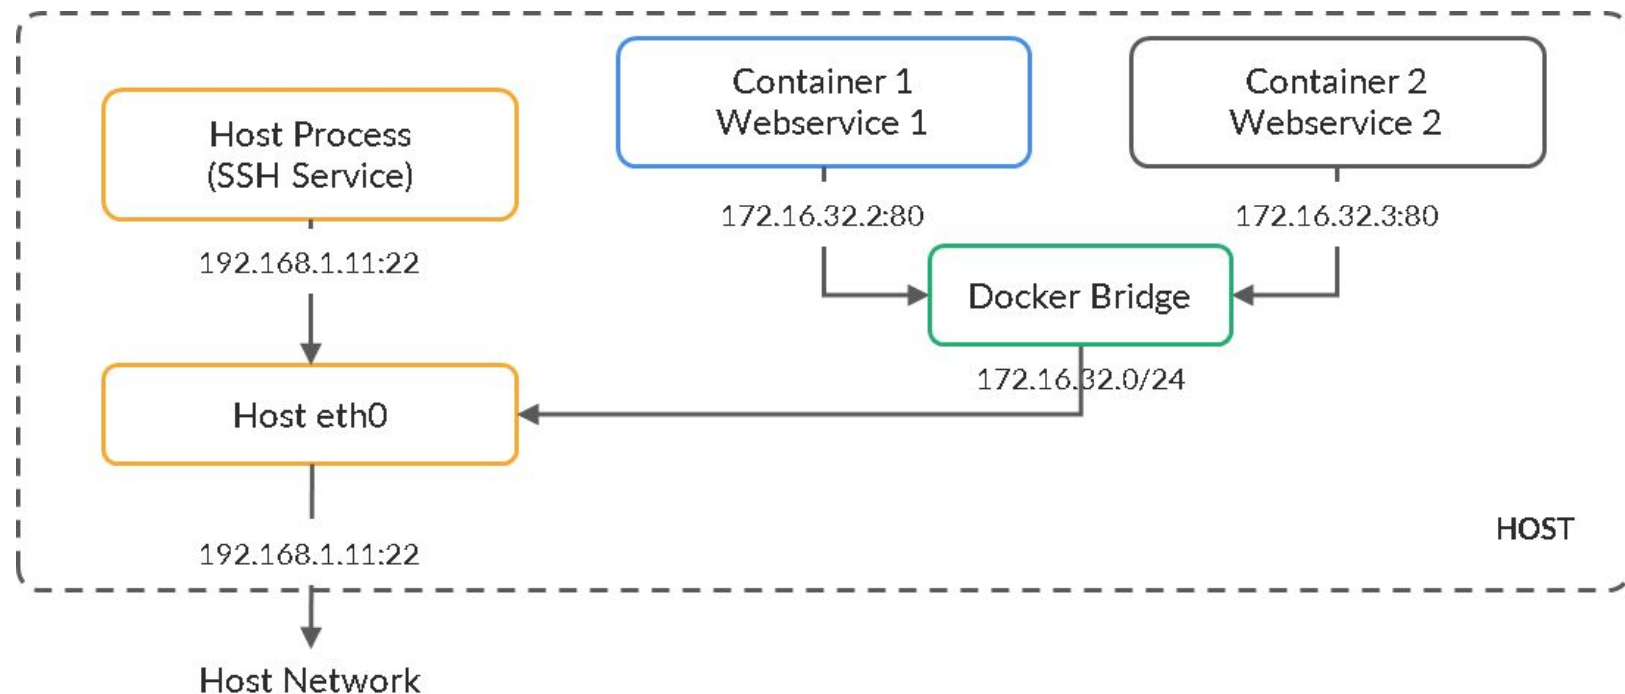 Container 1
Webservice 1
Container 2
Webservice 2
Host Process
(SSH Service)
172.16.32.2:80
172.16.32.3:80
192.168.1.11:22
Docker Bridge
172.16.32.0/24
Host eth0
HOST
192.168.1.11:22
Host Network